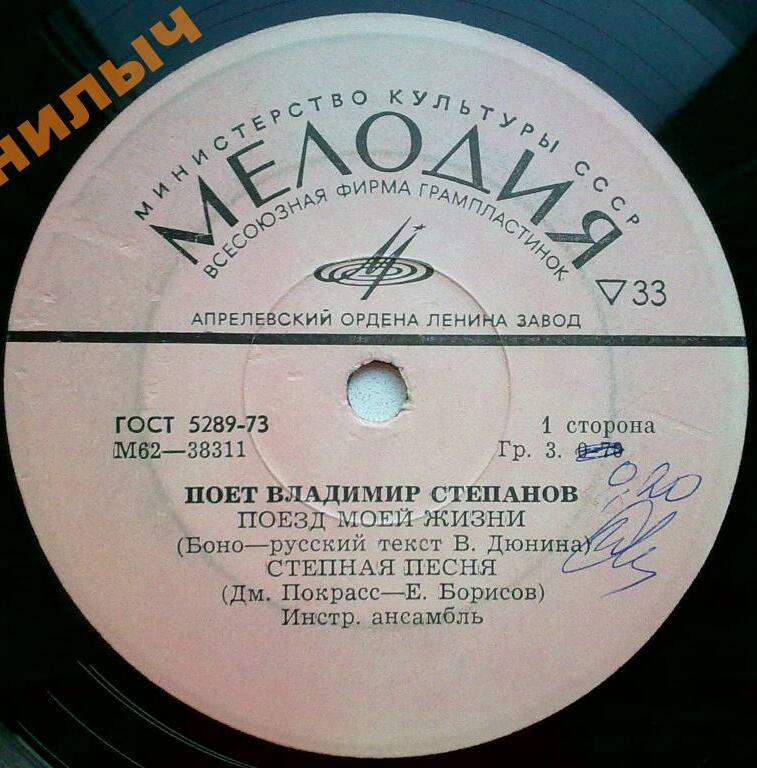 нилыч
МИНИСТЕРСТВО КУЛЬТУРЫ СССР
МЕЛОДИЯ
ВСЕСОЮЗНАЯ ФИРМА ГРАМПЛАСТИНОК
▽33
АПРЕЛЕВСКИЙ ОРДЕНА ЛЕНИНА ЗАВОД
ГОСТ 5289-73
1 сторона
М62—38311
Гр. 3. 0-70
0,20
ПОЕТ ВЛАДИМИР СТЕПАНОВ
ПОЕЗД МОЕЙ ЖИЗНИ
(Боно—русский текст В. Дюнина)
СТЕПНАЯ ПЕСНЯ
(Дм. Покрасс—Е. Борисов)
Инстр. ансамбль